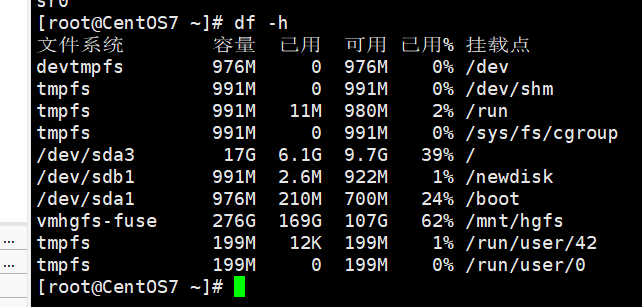 sr0
[root@CentOS7 ~]# df -h
文件系统 容量 已用 可用 已用% 挂载点
devtmpfs 976M 0 976M 0% /dev
tmpfs 991M 0 991M 0% /dev/shm
tmpfs 991M 11M 980M 2% /run
tmpfs 991M 0 991M 0% /sys/fs/cgroup
/dev/sda3 17G 6.1G 9.7G 39% /
/dev/sdb1 991M 2.6M 922M 1% /newdisk
/dev/sda1 976M 210M 700M 24% /boot
vmhgfs-fuse 276G 169G 107G 62% /mnt/hgfs
... tmpfs 199M 12K 199M 1% /run/user/42
... tmpfs 199M 0 199M 0% /run/user/0
[root@CentOS7 ~]#